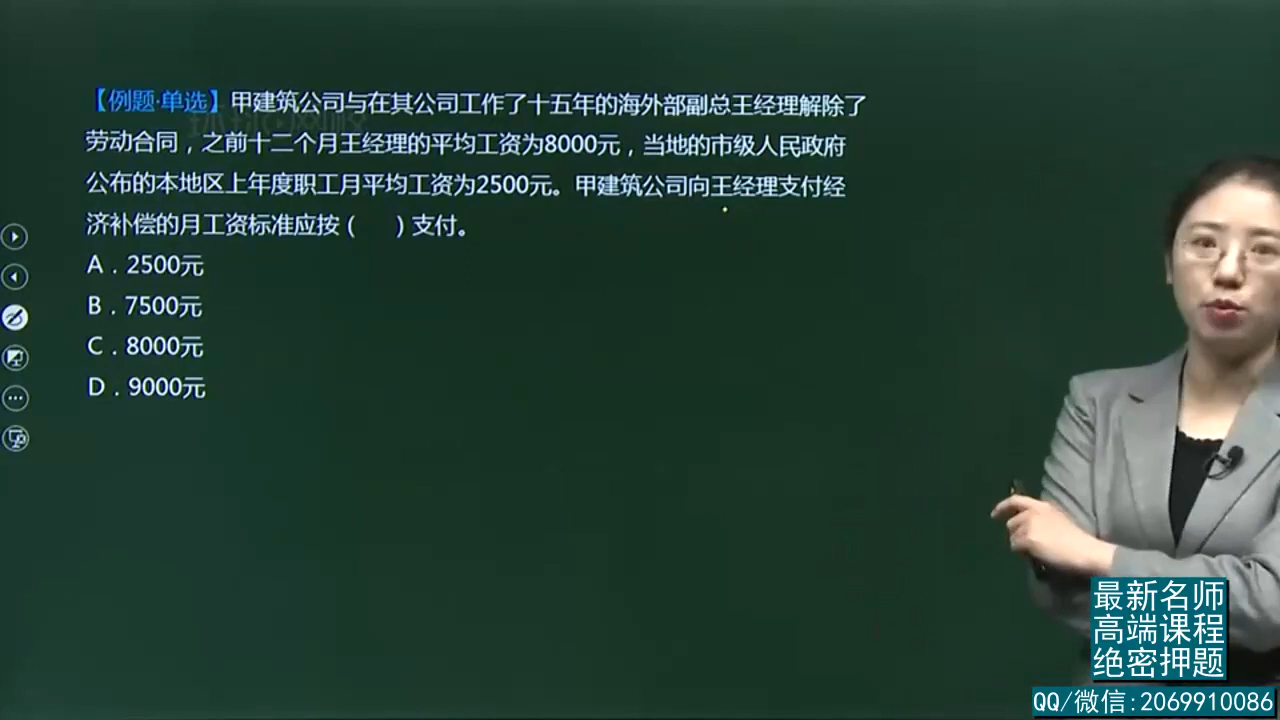 【例题·单选】甲建筑公司与在其公司工作了十五年的海外部副总王经理解除了
劳动合同，之前十二个月王经理的平均工资为8000元，当地的市级人民政府
公布的本地区上年度职工月平均工资为2500元。甲建筑公司向王经理支付经
济补偿的月工资标准应按（　）支付。
A．2500元
B．7500元
C．8000元
D．9000元
最新名师
高端课程
绝密押题
QQ/微信:2069910086